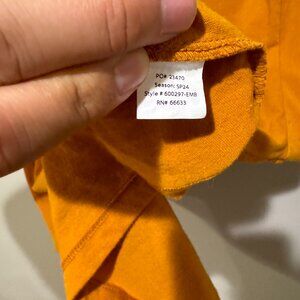 PO# 21470
Season: SP24
Style # 600297-EMB
RN# 66633